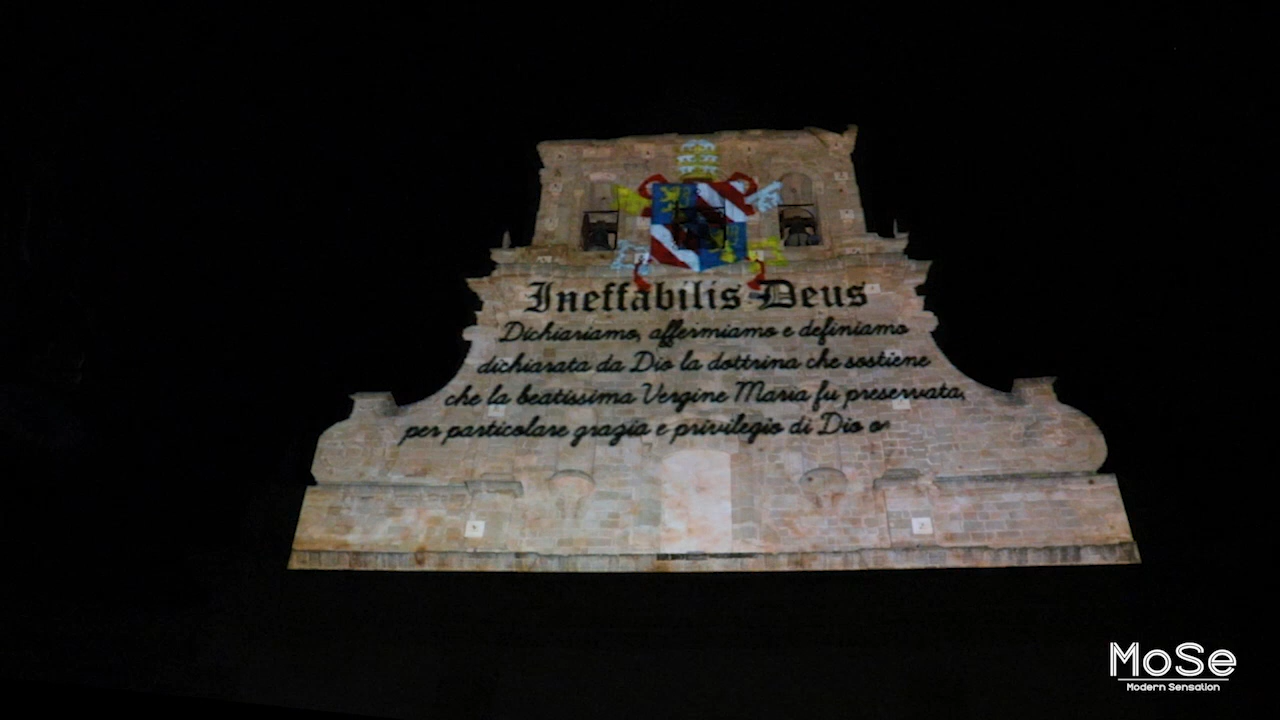 Ineffabilis Deus
Dichiariamo, affermiamo e definiamo
dichiarata da Dio la dottrina che sostiene
che la beatissima Vergine Maria fu preservata,
per particolare grazia e privilegio di Dio o
MoSe
Modern Sensation